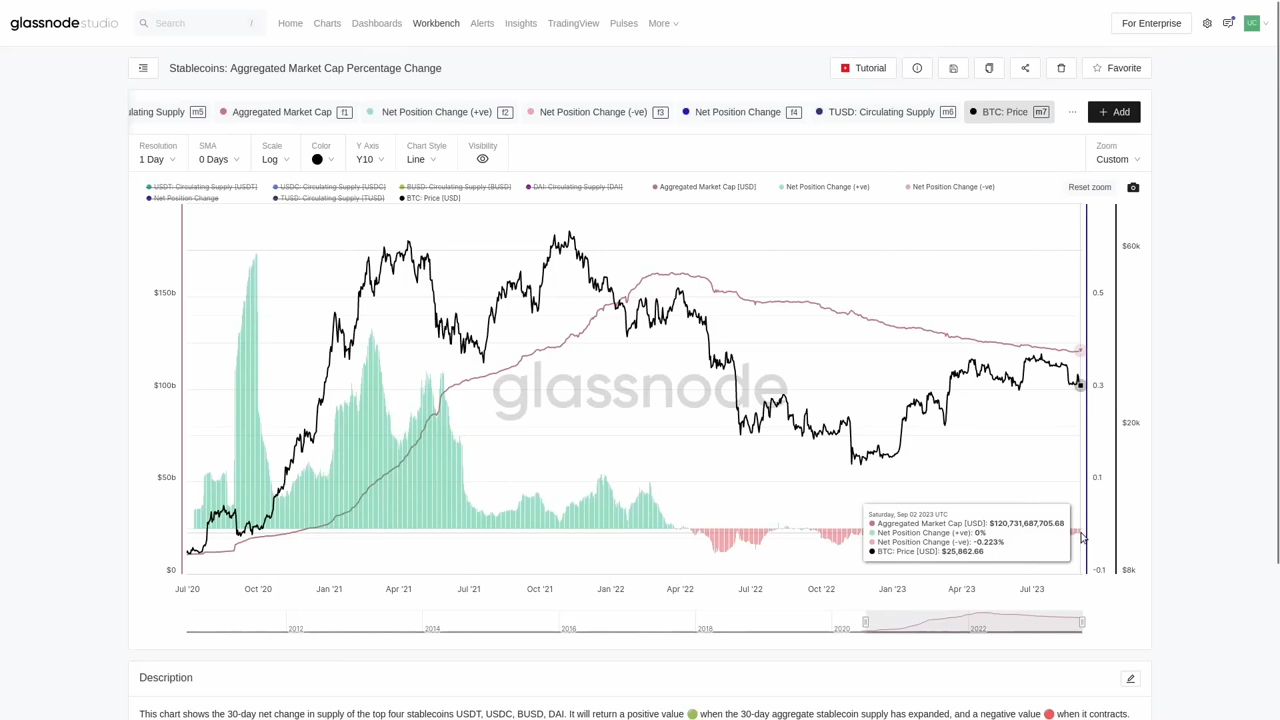 glassnodestudio
Search /
Home Charts Dashboards Workbench Alerts Insights TradingView Pulses More
For Enterprise
UC
Stablecoins: Aggregated Market Cap Percentage Change
Tutorial
Favorite
ulating Supply m5 Aggregated Market Cap f1 Net Position Change (+ve) f2 Net Position Change (-ve) f3 Net Position Change f4 TUSD: Circulating Supply m6 BTC: Price m7 ... + Add
Resolution SMA Scale Color Y Axis Chart Style Visibility Zoom
1 Day 0 Days Log Y10 Line Custom
USDT: Circulating Supply [USDT] USDC: Circulating Supply [USDC] BUSD: Circulating Supply [BUSD] DAI: Circulating Supply [DAI] Aggregated Market Cap [USD] Net Position Change (+ve) Net Position Change (-ve)
Net Position Change TUSD: Circulating Supply [TUSD] BTC: Price [USD]
Reset zoom
$60k
$150b 0.5
glassnode
$100b 0.3
$20k
$50b 0.1
Saturday, Sep 02 2023 UTC
Aggregated Market Cap [USD]: $120,731,687,705.68
Net Position Change (+ve): 0%
Net Position Change (-ve): -0.223%
BTC: Price [USD]: $25,862.66
$0 -0.1 $8k
Jul '20 Oct '20 Jan '21 Apr '21 Jul '21 Oct '21 Jan '22 Apr '22 Jul '22 Oct '22 Jan '23 Apr '23 Jul '23
2012 2014 2016 2018 2020 2022
Description
This chart shows the 30-day net change in supply of the top four stablecoins USDT, USDC, BUSD, DAI. It will return a positive value 🟢 when the 30-day aggregate stablecoin supply has expanded, and a negative value 🔴 when it contracts.